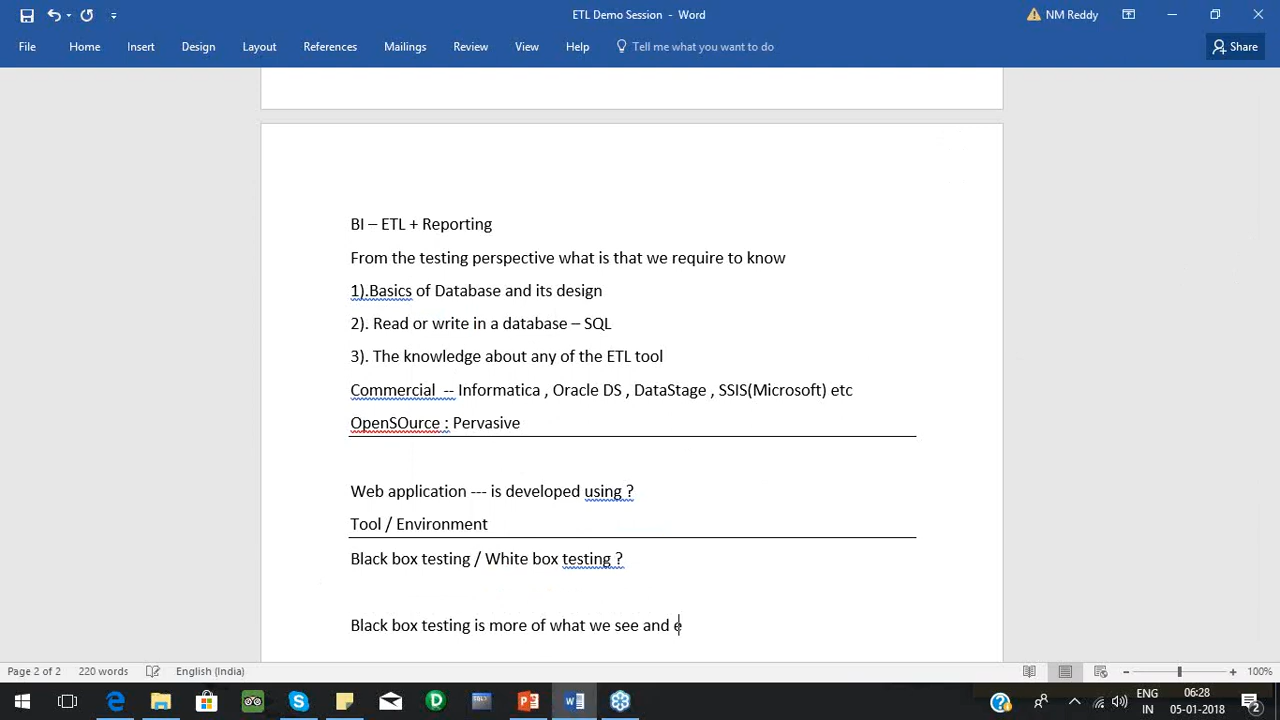 ETL Demo Session - Word
NM Reddy
File Home Insert Design Layout References Mailings Review View Help Tell me what you want to do Share
BI – ETL + Reporting
From the testing perspective what is that we require to know
1).Basics of Database and its design
2). Read or write in a database – SQL
3). The knowledge about any of the ETL tool
Commercial -- Informatica , Oracle DS , DataStage , SSIS(Microsoft) etc
OpenSOurce : Pervasive
Web application --- is developed using ?
Tool / Environment
Black box testing / White box testing ?
Black box testing is more of what we see and e
Page 2 of 2 220 words English (India) 100%
ENG 06:28
IN 05-01-2018 2